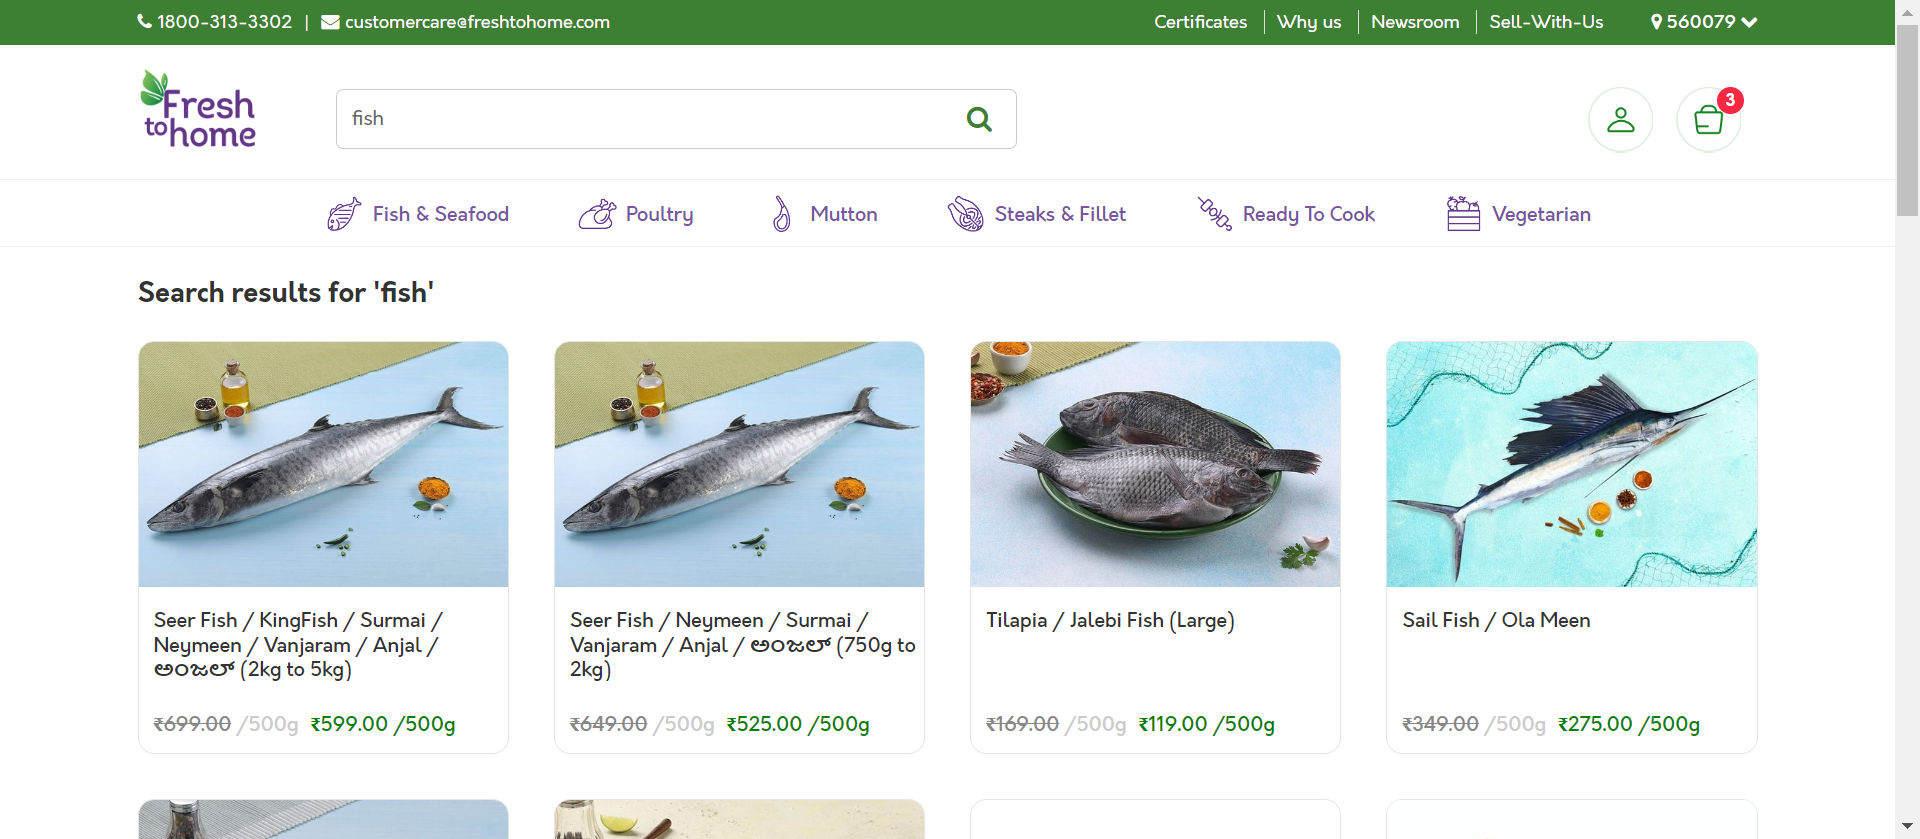 1800-313-3302 | customercare@freshtohome.com
Certificates | Why us | Newsroom | Sell-With-Us 560079
Fresh
to home
fish
3
Fish & Seafood
Poultry
Mutton
Steaks & Fillet
Ready To Cook
Vegetarian
Search results for 'fish'
Seer Fish / KingFish / Surmai /
Neymeen / Vanjaram / Anjal /
ಅಂಜಲ್ (2kg to 5kg)
₹699.00 /500g ₹599.00 /500g
Seer Fish / Neymeen / Surmai /
Vanjaram / Anjal / ಅಂಜಲ್ (750g to
2kg)
₹649.00 /500g ₹525.00 /500g
Tilapia / Jalebi Fish (Large)
₹169.00 /500g ₹119.00 /500g
Sail Fish / Ola Meen
₹349.00 /500g ₹275.00 /500g